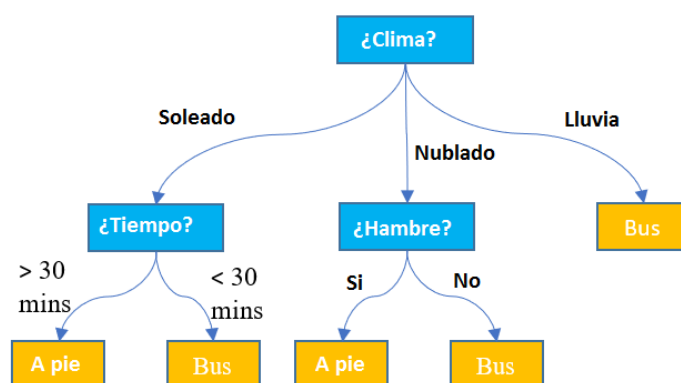 ¿Clima?
Soleado
Nublado
Lluvia
¿Tiempo?
¿Hambre?
Bus
> 30
mins
< 30
mins
Si
No
A pie
Bus
A pie
Bus